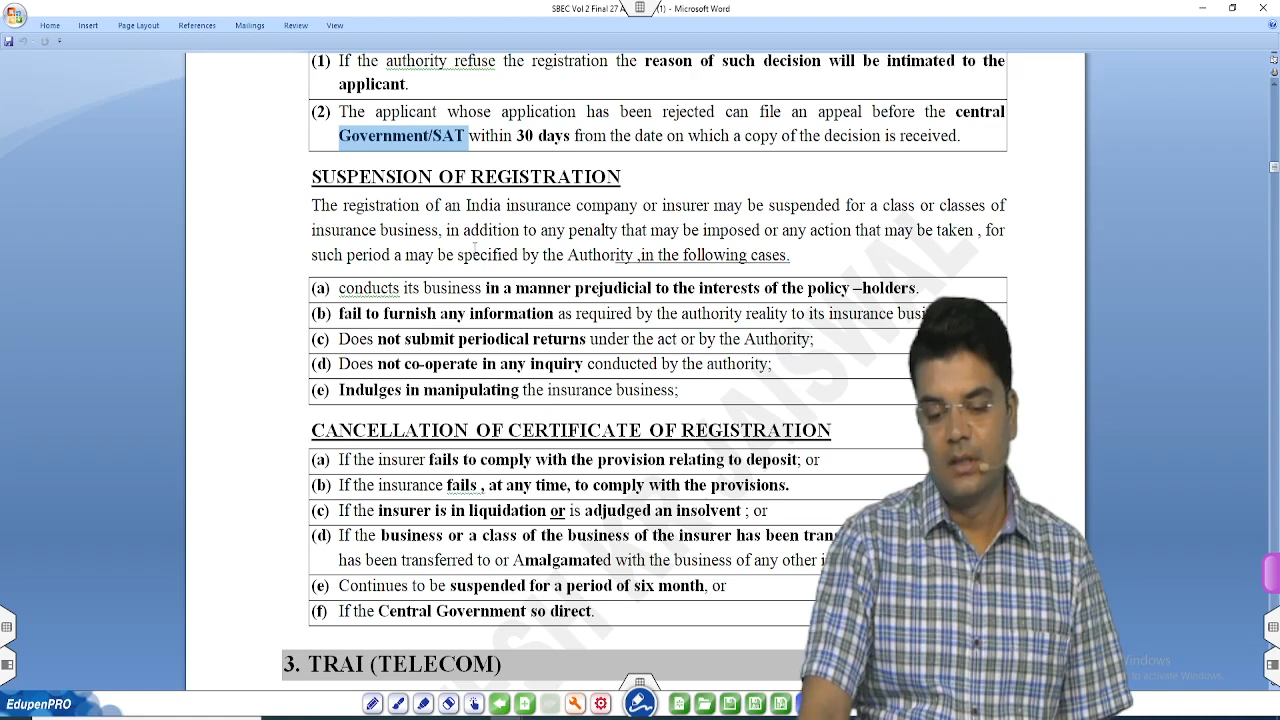 SBEC Vol 2 Final 27 A (1) - Microsoft Word
Home Insert Page Layout References Mailings Review View
(1) If the authority refuse the registration the reason of such decision will be intimated to the
applicant.
(2) The applicant whose application has been rejected can file an appeal before the central
Government/SAT within 30 days from the date on which a copy of the decision is received.
SUSPENSION OF REGISTRATION
The registration of an India insurance company or insurer may be suspended for a class or classes of
insurance business, in addition to any penalty that may be imposed or any action that may be taken , for
such period a may be specified by the Authority ,in the following cases.
(a) conducts its business in a manner prejudicial to the interests of the policy –holders.
(b) fail to furnish any information as required by the authority reality to its insurance
(c) Does not submit periodical returns under the act or by the Authority;
(d) Does not co-operate in any inquiry conducted by the authority;
(e) Indulges in manipulating the insurance business;
CANCELLATION OF CERTIFICATE OF REGISTRATION
(a) If the insurer fails to comply with the provision relating to deposit; or
(b) If the insurance fails , at any time, to comply with the provisions.
(c) If the insurer is in liquidation or is adjudged an insolvent ; or
(d) If the business or a class of the business of the insurer has been
has been transferred to or Amalgamated with the business of any other
(e) Continues to be suspended for a period of six month, or
(f) If the Central Government so direct.
3. TRAI (TELECOM)
JAISWAL
Windows
to activate Windows.
EdupenPRO